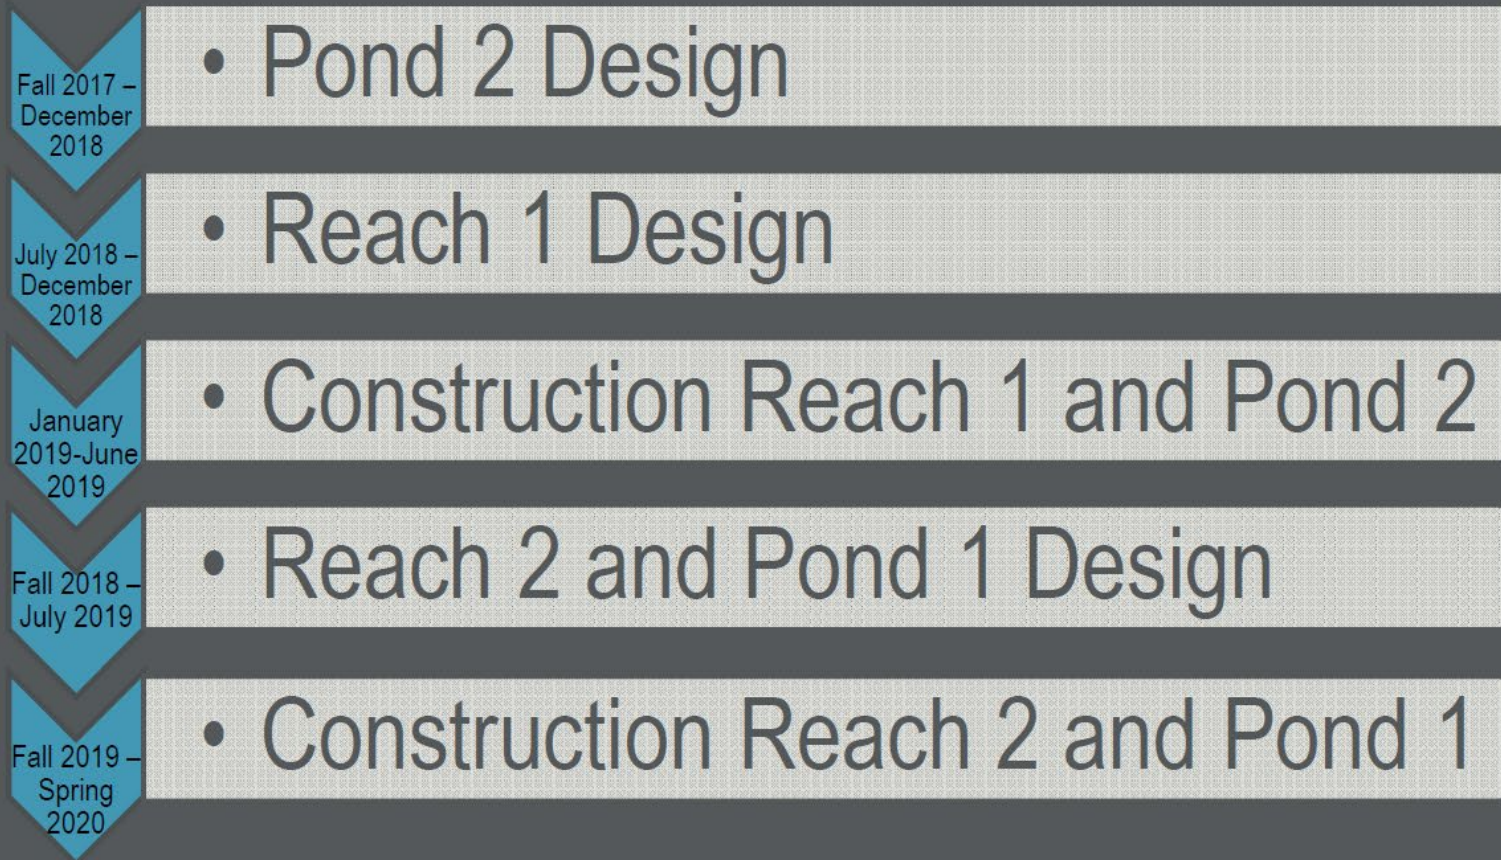 Fall 2017 –
December
2018
• Pond 2 Design
July 2018 –
December
2018
• Reach 1 Design
January
2019-June
2019
• Construction Reach 1 and Pond 2
Fall 2018 –
July 2019
• Reach 2 and Pond 1 Design
Fall 2019 –
Spring
2020
• Construction Reach 2 and Pond 1